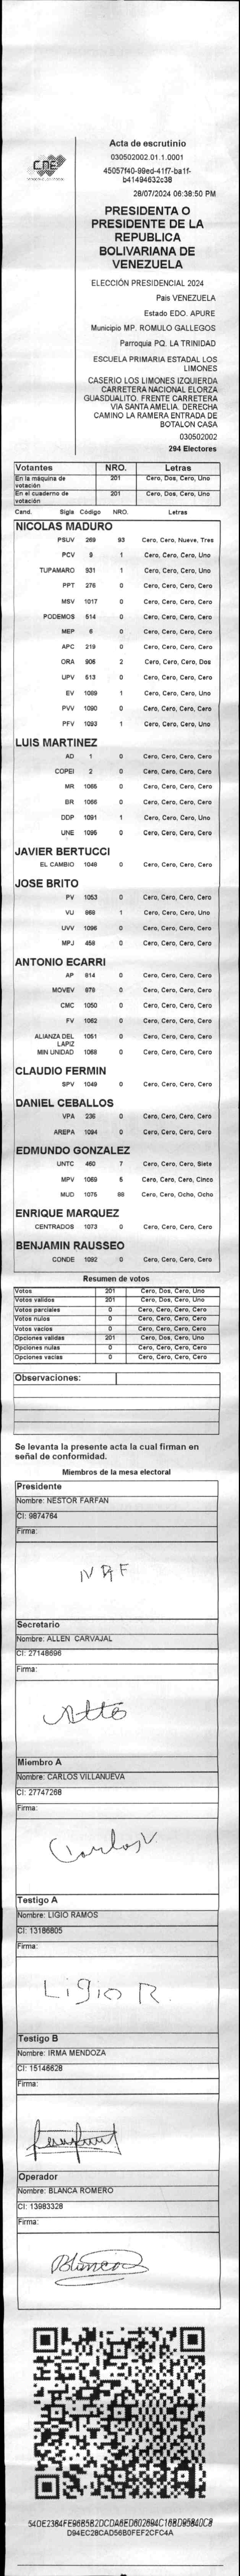 CNE
Acta de escrutinio
030502002.01.1.0001
45057f40-99ed-41f7-ba1f-
b41494632c38
28/07/2024 06:38:50 PM
PRESIDENTA O
PRESIDENTE DE LA
REPUBLICA
BOLIVARIANA DE
VENEZUELA
ELECCIÓN PRESIDENCIAL 2024
País VENEZUELA
Estado EDO. APURE
Municipio MP. ROMULO GALLEGOS
Parroquia PQ. LA TRINIDAD
ESCUELA PRIMARIA ESTADAL LOS
LIMONES
CASERIO LOS LIMONES IZQUIERDA
CARRETERA NACIONAL ELORZA
GUASDUALITO. FRENTE CARRETERA
VIA SANTA AMELIA. DERECHA
CAMINO LA RAMERA ENTRADA DE
BOTALON CASA
030502002
294 Electores
Votantes NRO. Letras
En la máquina de votación 201 Cero, Dos, Cero, Uno
En el cuaderno de votación 201 Cero, Dos, Cero, Uno
Cand. Sigla Código NRO. Letras
NICOLAS MADURO
PSUV 269 93 Cero, Cero, Nueve, Tres
PCV 9 1 Cero, Cero, Cero, Uno
TUPAMARO 931 1 Cero, Cero, Cero, Uno
PPT 276 0 Cero, Cero, Cero, Cero
MSV 1017 0 Cero, Cero, Cero, Cero
PODEMOS 514 0 Cero, Cero, Cero, Cero
MEP 6 0 Cero, Cero, Cero, Cero
APC 219 0 Cero, Cero, Cero, Cero
ORA 906 2 Cero, Cero, Cero, Dos
UPV 613 0 Cero, Cero, Cero, Cero
EV 1089 1 Cero, Cero, Cero, Uno
PVV 1090 0 Cero, Cero, Cero, Cero
PFV 1093 1 Cero, Cero, Cero, Uno
LUIS MARTINEZ
AD 1 0 Cero, Cero, Cero, Cero
COPEI 2 0 Cero, Cero, Cero, Cero
MR 1065 0 Cero, Cero, Cero, Cero
BR 1066 0 Cero, Cero, Cero, Cero
DDP 1091 1 Cero, Cero, Cero, Uno
UNE 1095 0 Cero, Cero, Cero, Cero
JAVIER BERTUCCI
EL CAMBIO 1048 0 Cero, Cero, Cero, Cero
JOSE BRITO
PV 1053 0 Cero, Cero, Cero, Cero
VU 868 1 Cero, Cero, Cero, Uno
UVV 1096 0 Cero, Cero, Cero, Cero
MPJ 458 0 Cero, Cero, Cero, Cero
ANTONIO ECARRI
AP 814 0 Cero, Cero, Cero, Cero
MOVEV 879 0 Cero, Cero, Cero, Cero
CMC 1050 0 Cero, Cero, Cero, Cero
FV 1062 0 Cero, Cero, Cero, Cero
ALIANZA DEL LAPIZ 1051 0 Cero, Cero, Cero, Cero
MIN UNIDAD 1068 0 Cero, Cero, Cero, Cero
CLAUDIO FERMIN
SPV 1049 0 Cero, Cero, Cero, Cero
DANIEL CEBALLOS
VPA 236 0 Cero, Cero, Cero, Cero
AREPA 1094 0 Cero, Cero, Cero, Cero
EDMUNDO GONZALEZ
UNTC 460 7 Cero, Cero, Cero, Siete
MPV 1069 5 Cero, Cero, Cero, Cinco
MUD 1075 88 Cero, Cero, Ocho, Ocho
ENRIQUE MARQUEZ
CENTRADOS 1073 0 Cero, Cero, Cero, Cero
BENJAMIN RAUSSEO
CONDE 1092 0 Cero, Cero, Cero, Cero
Resumen de votos
Votos 201 Cero, Dos, Cero, Uno
Votos validos 201 Cero, Dos, Cero, Uno
Votos parciales 0 Cero, Cero, Cero, Cero
Votos nulos 0 Cero, Cero, Cero, Cero
Votos vacios 0 Cero, Cero, Cero, Cero
Opciones validas 201 Cero, Dos, Cero, Uno
Opciones nulas 0 Cero, Cero, Cero, Cero
Opciones vacias 0 Cero, Cero, Cero, Cero
Observaciones:
Se levanta la presente acta la cual firman en
señal de conformidad.
Miembros de la mesa electoral
Presidente
Nombre: NESTOR FARFAN
CI: 9874764
Firma:
Secretario
Nombre: ALLEN CARVAJAL
CI: 27148696
Firma:
Miembro A
Nombre: CARLOS VILLANUEVA
CI: 27747268
Firma:
Carlos V
Testigo A
Nombre: LIGIO RAMOS
CI: 13186805
Firma:
Ligio R.
Testigo B
Nombre: IRMA MENDOZA
CI: 15146628
Firma:
Operador
Nombre: BLANCA ROMERO
CI: 13983328
Firma:
Blanca